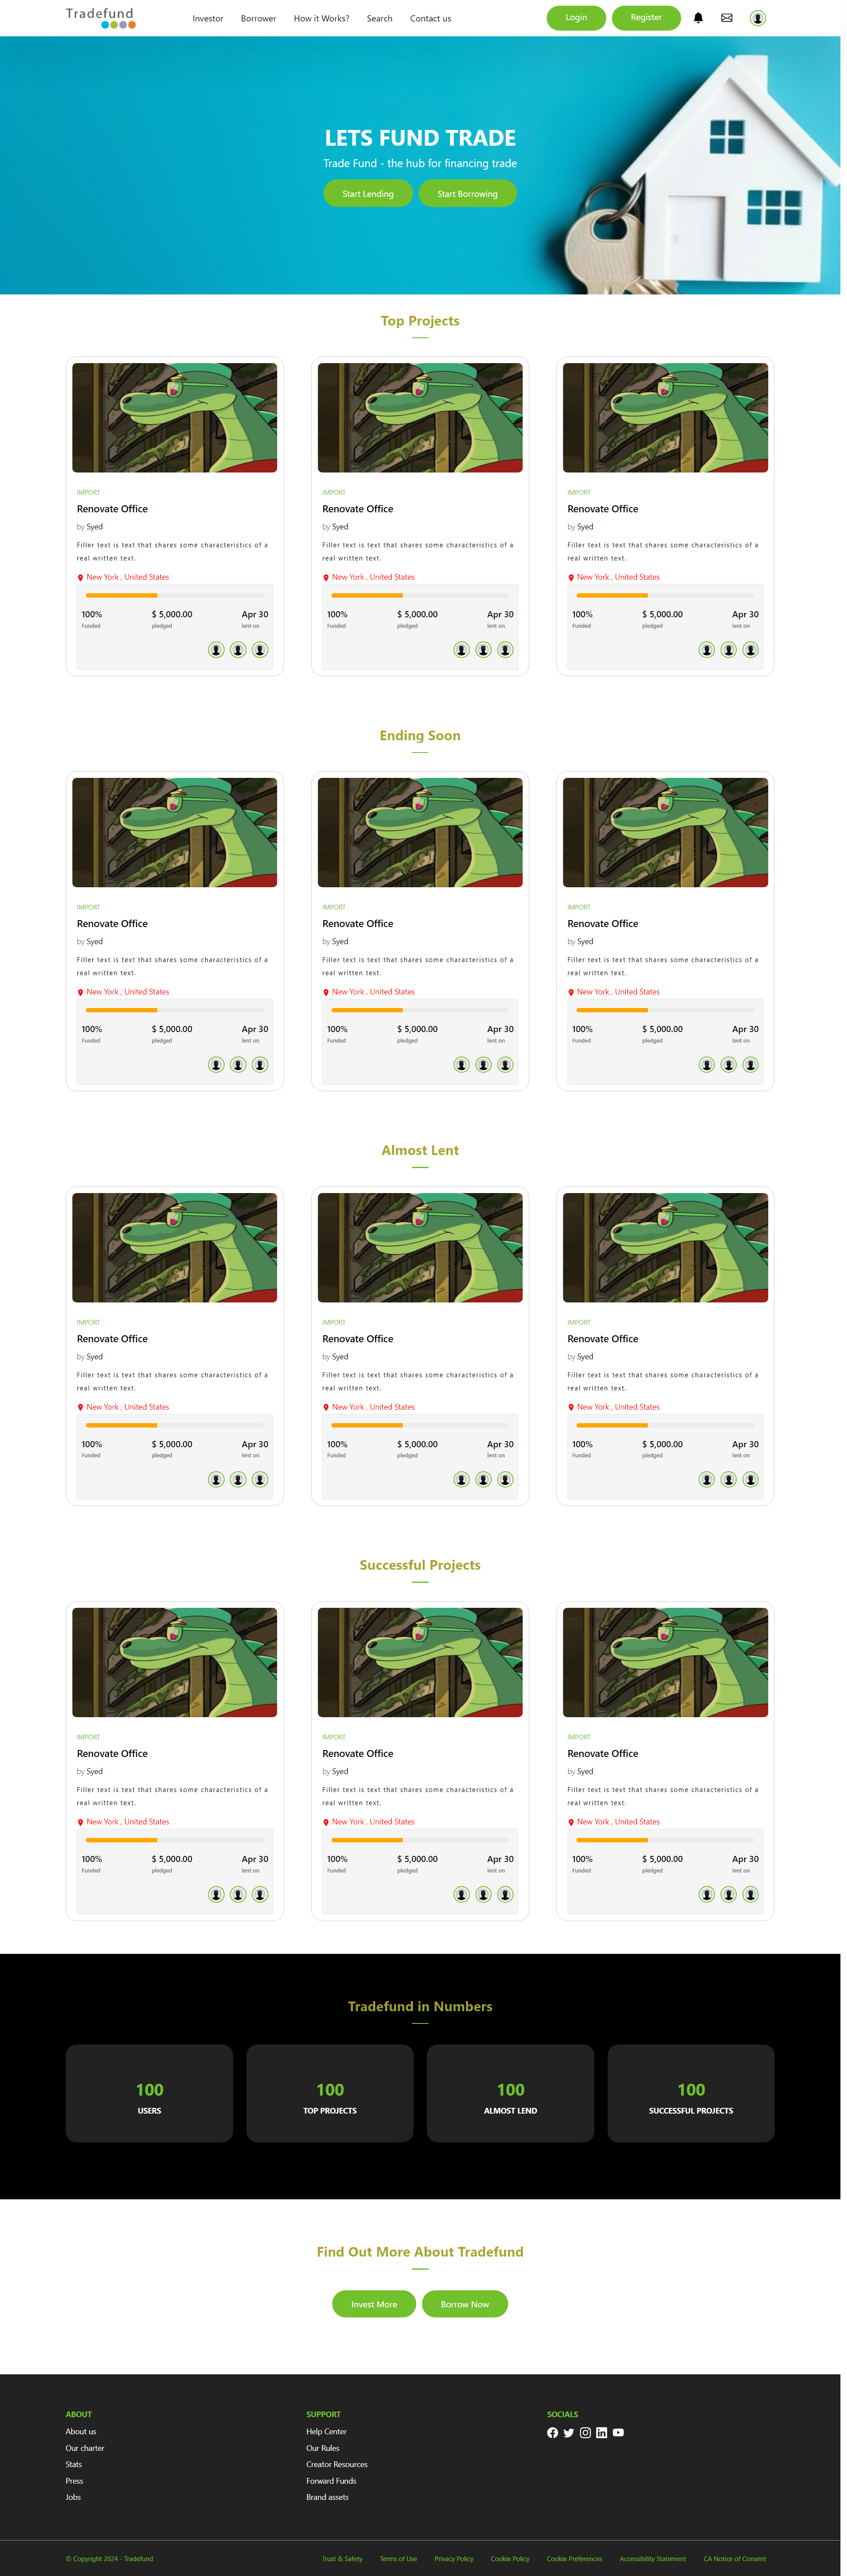 Tradefund
Investor Borrower How it Works? Search Contact us Login Register
LETS FUND TRADE
Trade Fund - the hub for financing trade
Start Lending Start Borrowing
Top Projects
IMPORT IMPORT IMPORT
Renovate Office Renovate Office Renovate Office
by Syed by Syed by Syed
Filler text is text that shares some characteristics of a Filler text is text that shares some characteristics of a Filler text is text that shares some characteristics of a
real written text. real written text. real written text.
New York , United States New York , United States New York , United States
100% $ 5,000.00 Apr 30 100% $ 5,000.00 Apr 30 100% $ 5,000.00 Apr 30
Funded pledged lent on Funded pledged lent on Funded pledged lent on
Ending Soon
IMPORT IMPORT IMPORT
Renovate Office Renovate Office Renovate Office
by Syed by Syed by Syed
Filler text is text that shares some characteristics of a Filler text is text that shares some characteristics of a Filler text is text that shares some characteristics of a
real written text. real written text. real written text.
New York , United States New York , United States New York , United States
100% $ 5,000.00 Apr 30 100% $ 5,000.00 Apr 30 100% $ 5,000.00 Apr 30
Funded pledged lent on Funded pledged lent on Funded pledged lent on
Almost Lent
IMPORT IMPORT IMPORT
Renovate Office Renovate Office Renovate Office
by Syed by Syed by Syed
Filler text is text that shares some characteristics of a Filler text is text that shares some characteristics of a Filler text is text that shares some characteristics of a
real written text. real written text. real written text.
New York , United States New York , United States New York , United States
100% $ 5,000.00 Apr 30 100% $ 5,000.00 Apr 30 100% $ 5,000.00 Apr 30
Funded pledged lent on Funded pledged lent on Funded pledged lent on
Successful Projects
IMPORT IMPORT IMPORT
Renovate Office Renovate Office Renovate Office
by Syed by Syed by Syed
Filler text is text that shares some characteristics of a Filler text is text that shares some characteristics of a Filler text is text that shares some characteristics of a
real written text. real written text. real written text.
New York , United States New York , United States New York , United States
100% $ 5,000.00 Apr 30 100% $ 5,000.00 Apr 30 100% $ 5,000.00 Apr 30
Funded pledged lent on Funded pledged lent on Funded pledged lent on
Tradefund in Numbers
100 100 100 100
USERS TOP PROJECTS ALMOST LEND SUCCESSFUL PROJECTS
Find Out More About Tradefund
Invest More Borrow Now
ABOUT SUPPORT SOCIALS
About us Help Center
Our charter Our Rules
Stats Creator Resources
Press Forward Funds
Jobs Brand assets
© Copyright 2024 - Tradefund Trust & Safety Terms of Use Privacy Policy Cookie Policy Cookie Preferences Accessibility Statement CA Notice of Consent